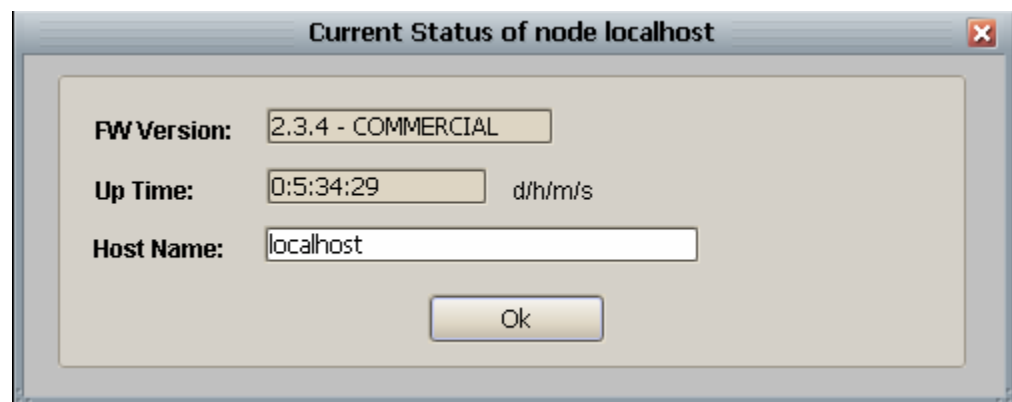 Current Status of node localhost
FW Version: 2.3.4 - COMMERCIAL
Up Time: 0:5:34:29 d/h/m/s
Host Name: localhost
Ok